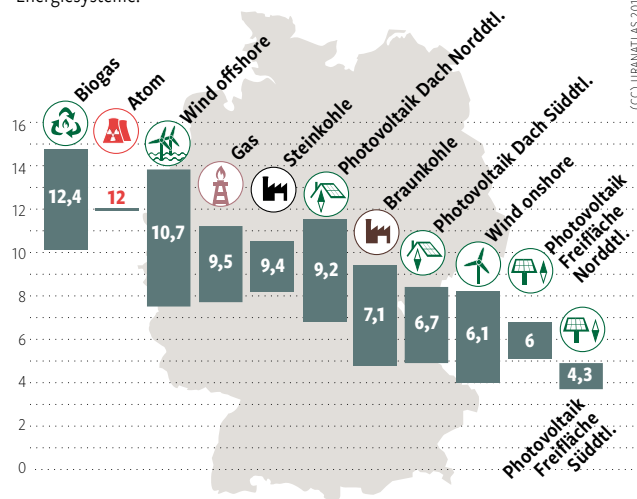 Energiesysteme.
(CC) URANATLAS 201
Biogas
Atom
Wind offshore
Gas
Steinkohle
Photovoltaik Dach Norddtl.
Braunkohle
Photovoltaik Dach Süddtl.
Wind onshore
Photovoltaik
Freifläche
Norddtl.
16
14
12
10
8
6
4
2
0
12,4
12
10,7
9,5
9,4
9,2
7,1
6,7
6,1
6
4,3
Photovoltaik
Freifläche
Süddtl.